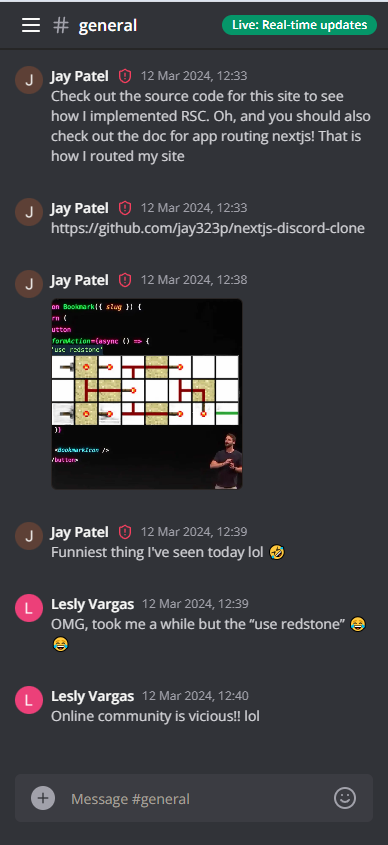 # general
Live: Real-time updates
J
Jay Patel 12 Mar 2024, 12:33
Check out the source code for this site to see
how I implemented RSC. Oh, and you should also
check out the doc for app routing nextjs! That is
how I routed my site
J
Jay Patel 12 Mar 2024, 12:33
https://github.com/jay323p/nextjs-discord-clone
J
Jay Patel 12 Mar 2024, 12:38
on Bookmark({ slug }) {
rn (
utton
formAction={async () => {
"use redstone"
}}
<BookmarkIcon />
/button>
J
Jay Patel 12 Mar 2024, 12:39
Funniest thing I've seen today lol 🤣
L
Lesly Vargas 12 Mar 2024, 12:39
OMG, took me a while but the “use redstone” 😂
😂
L
Lesly Vargas 12 Mar 2024, 12:40
Online community is vicious!! lol
Message #general